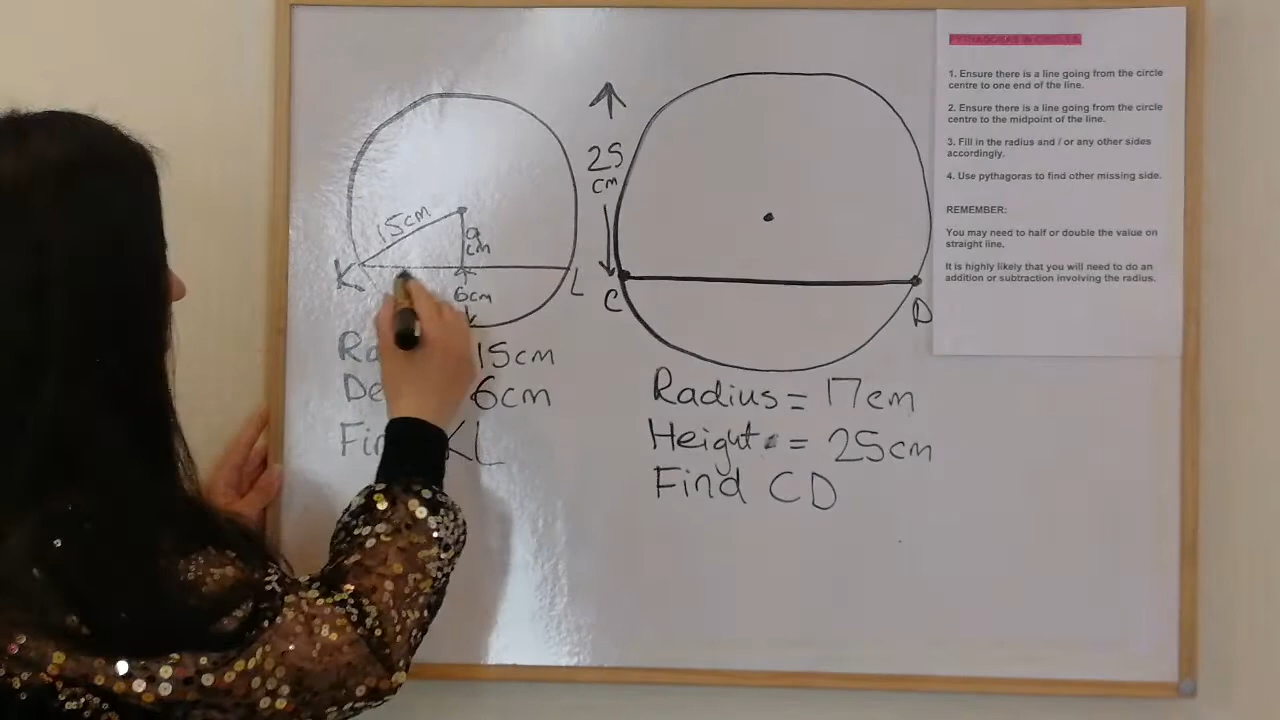 15cm
9
cm
K
L
6cm
Ra 15cm
De 6cm
Fin KL
25
cm
C
D
Radius = 17cm
Height = 25cm
Find CD
PYTHAGORAS & CIRCLES
1. Ensure there is a line going from the circle
centre to one end of the line.
2. Ensure there is a line going from the circle
centre to the midpoint of the line.
3. Fill in the radius and / or any other sides
accordingly.
4. Use pythagoras to find other missing side.
REMEMBER:
You may need to half or double the value on
straight line.
It is highly likely that you will need to do an
addition or subtraction involving the radius.